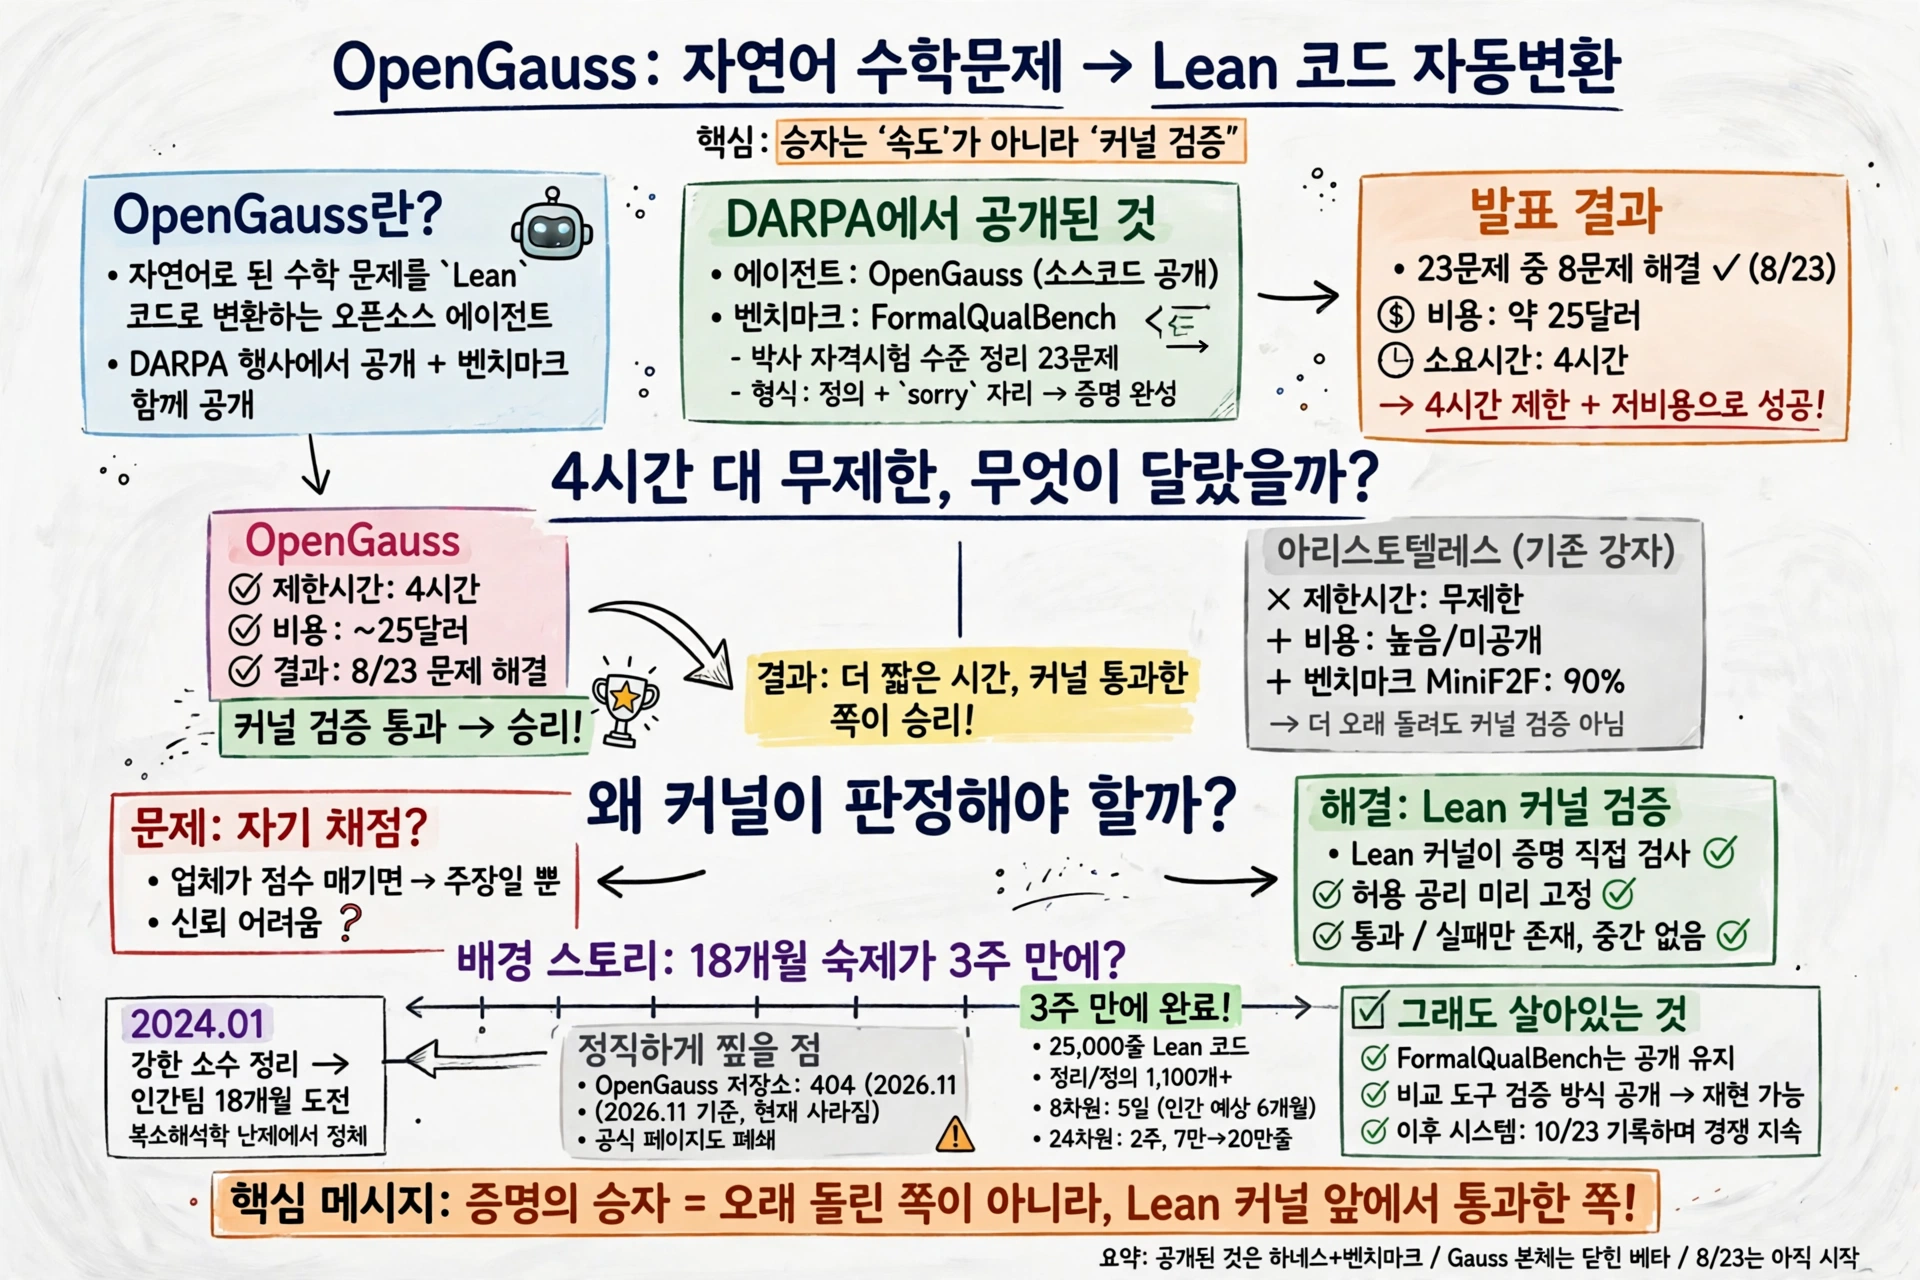 OpenGauss: 자연어 수학문제 → Lean 코드 자동변환
핵심: 승자는 ‘속도’가 아니라 ‘커널 검증”
OpenGauss란?
• 자연어로 된 수학 문제를 `Lean`
코드로 변환하는 오픈소스 에이전트
• DARPA 행사에서 공개 + 벤치마크
함께 공개
DARPA에서 공개된 것
• 에이전트: OpenGauss (소스코드 공개)
• 벤치마크: FormalQualBench
- 박사 자격시험 수준 정리 23문제
- 형식: 정의 + `sorry` 자리 → 증명 완성
발표 결과
• 23문제 중 8문제 해결 ✓ (8/23)
$ 비용: 약 25달러
소요시간: 4시간
→ 4시간 제한 + 저비용으로 성공!
4시간 대 무제한, 무엇이 달랐을까?
OpenGauss
제한시간: 4시간
비용: ~25달러
결과: 8/23 문제 해결
커널 검증 통과 → 승리!
결과: 더 짧은 시간, 커널 통과한
쪽이 승리!
아리스토텔레스 (기존 강자)
× 제한시간: 무제한
+ 비용: 높음/미공개
+ 벤치마크 MiniF2F: 90%
→ 더 오래 돌려도 커널 검증 아님
왜 커널이 판정해야 할까?
문제: 자기 채점?
• 업체가 점수 매기면 → 주장일 뿐
• 신뢰 어려움 ?
해결: Lean 커널 검증
• Lean 커널이 증명 직접 검사
허용 공리 미리 고정
통과 / 실패만 존재, 중간 없음
배경 스토리: 18개월 숙제가 3주 만에?
2024.01
강한 소수 정리 →
인간팀 18개월 도전
복소해석학 난제에서 정체
정직하게 짚을 점
• OpenGauss 저장소: 404 (2026.11
• (2026.11 기준, 현재 사라짐)
• 공식 페이지도 폐쇄
3주 만에 완료!
• 25,000줄 Lean 코드
• 정리/정의 1,100개+
• 8차원: 5일 (인간 예상 6개월)
• 24차원: 2주, 7만→20만줄
그래도 살아있는 것
FormalQualBench는 공개 유지
비교 도구 검증 방식 공개 → 재현 가능
이후 시스템: 10/23 기록하며 경쟁 지속
핵심 메시지: 증명의 승자 = 오래 돌린 쪽이 아니라, Lean 커널 앞에서 통과한 쪽!
요약: 공개된 것은 하네스+벤치마크 / Gauss 본체는 닫힌 베타 / 8/23는 아직 시작